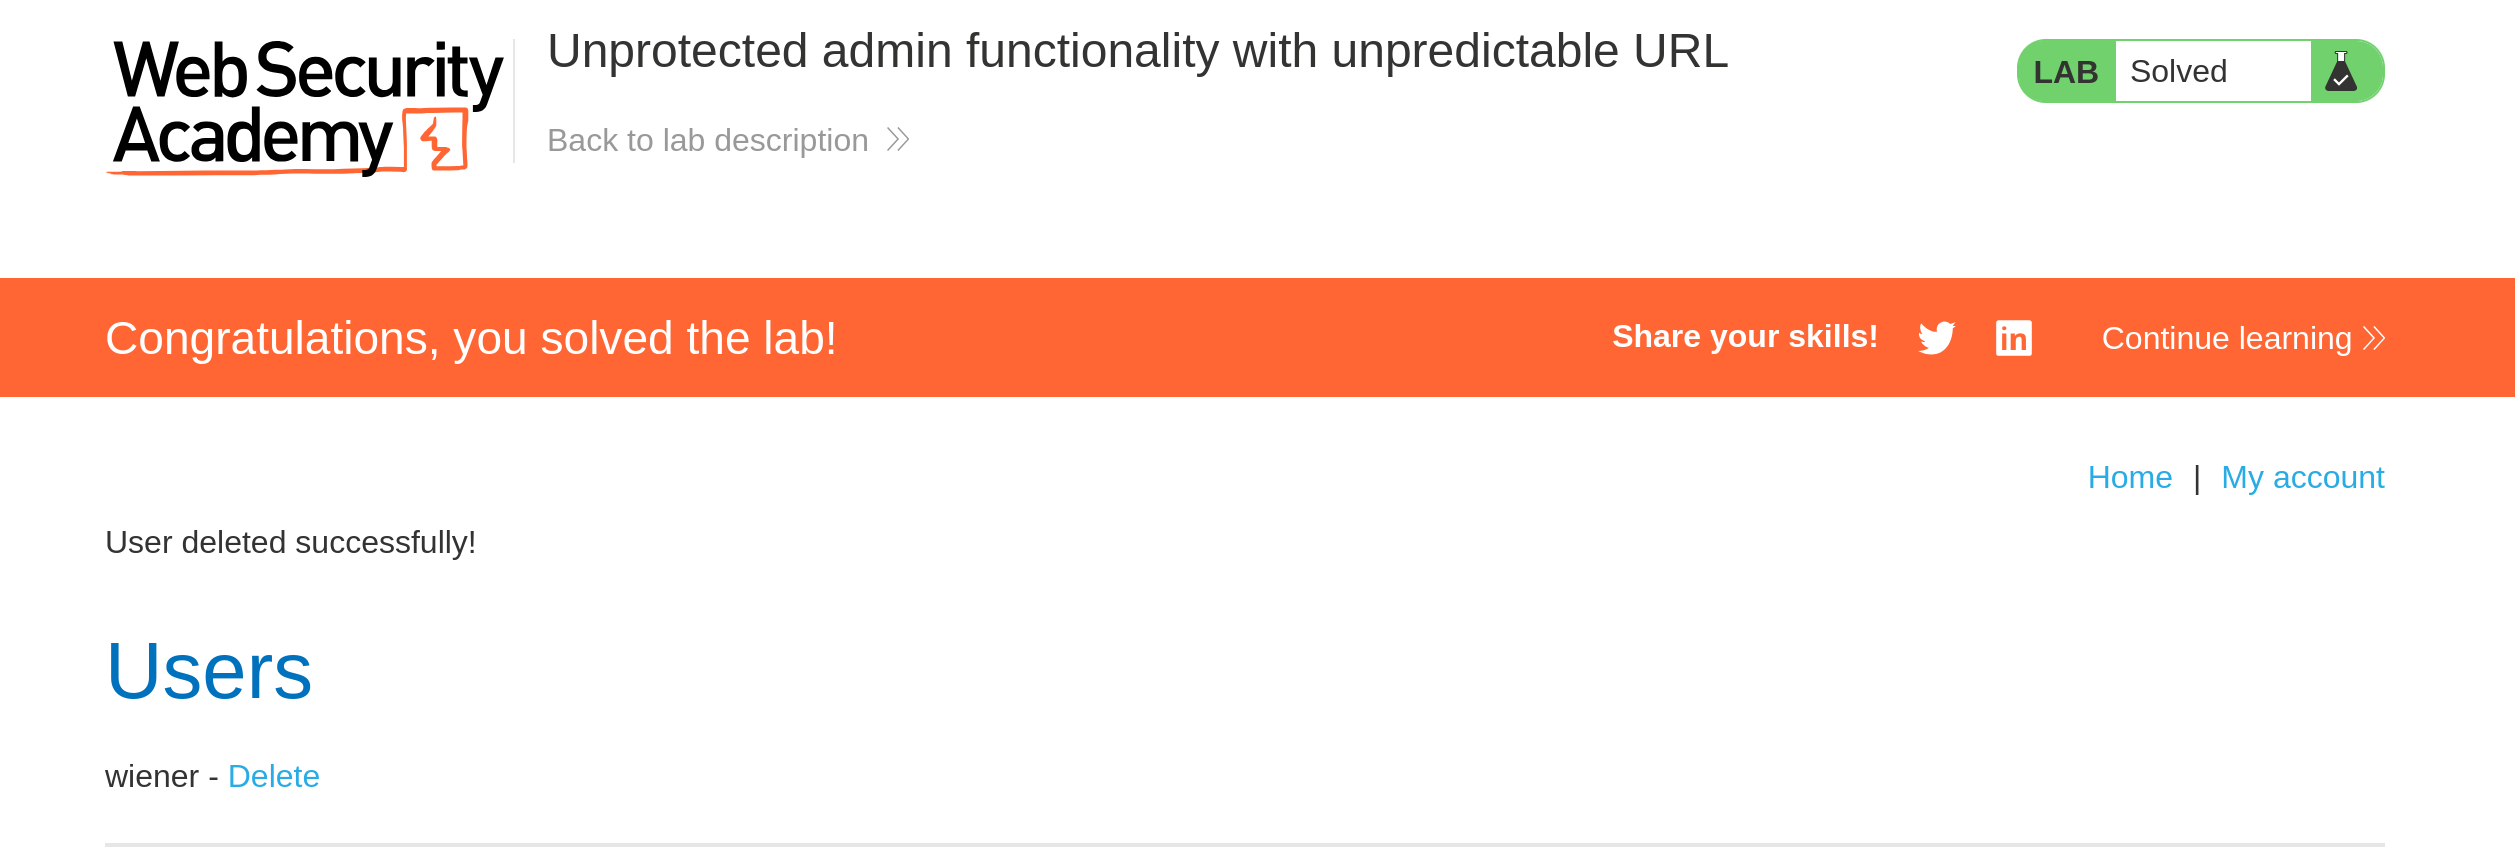 Web Security
Academy
Unprotected admin functionality with unpredictable URL
Back to lab description
LAB Solved
Congratulations, you solved the lab!
Share your skills!
Continue learning
Home | My account
User deleted successfully!
Users
wiener - Delete